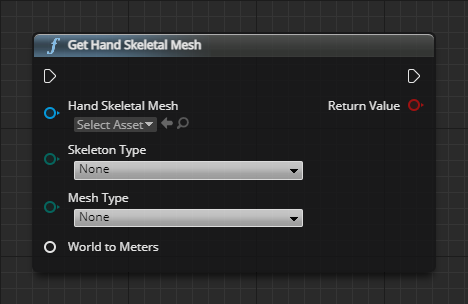 Get Hand Skeletal Mesh
Hand Skeletal Mesh
Return Value
Select Asset
Skeleton Type
None
Mesh Type
None
World to Meters